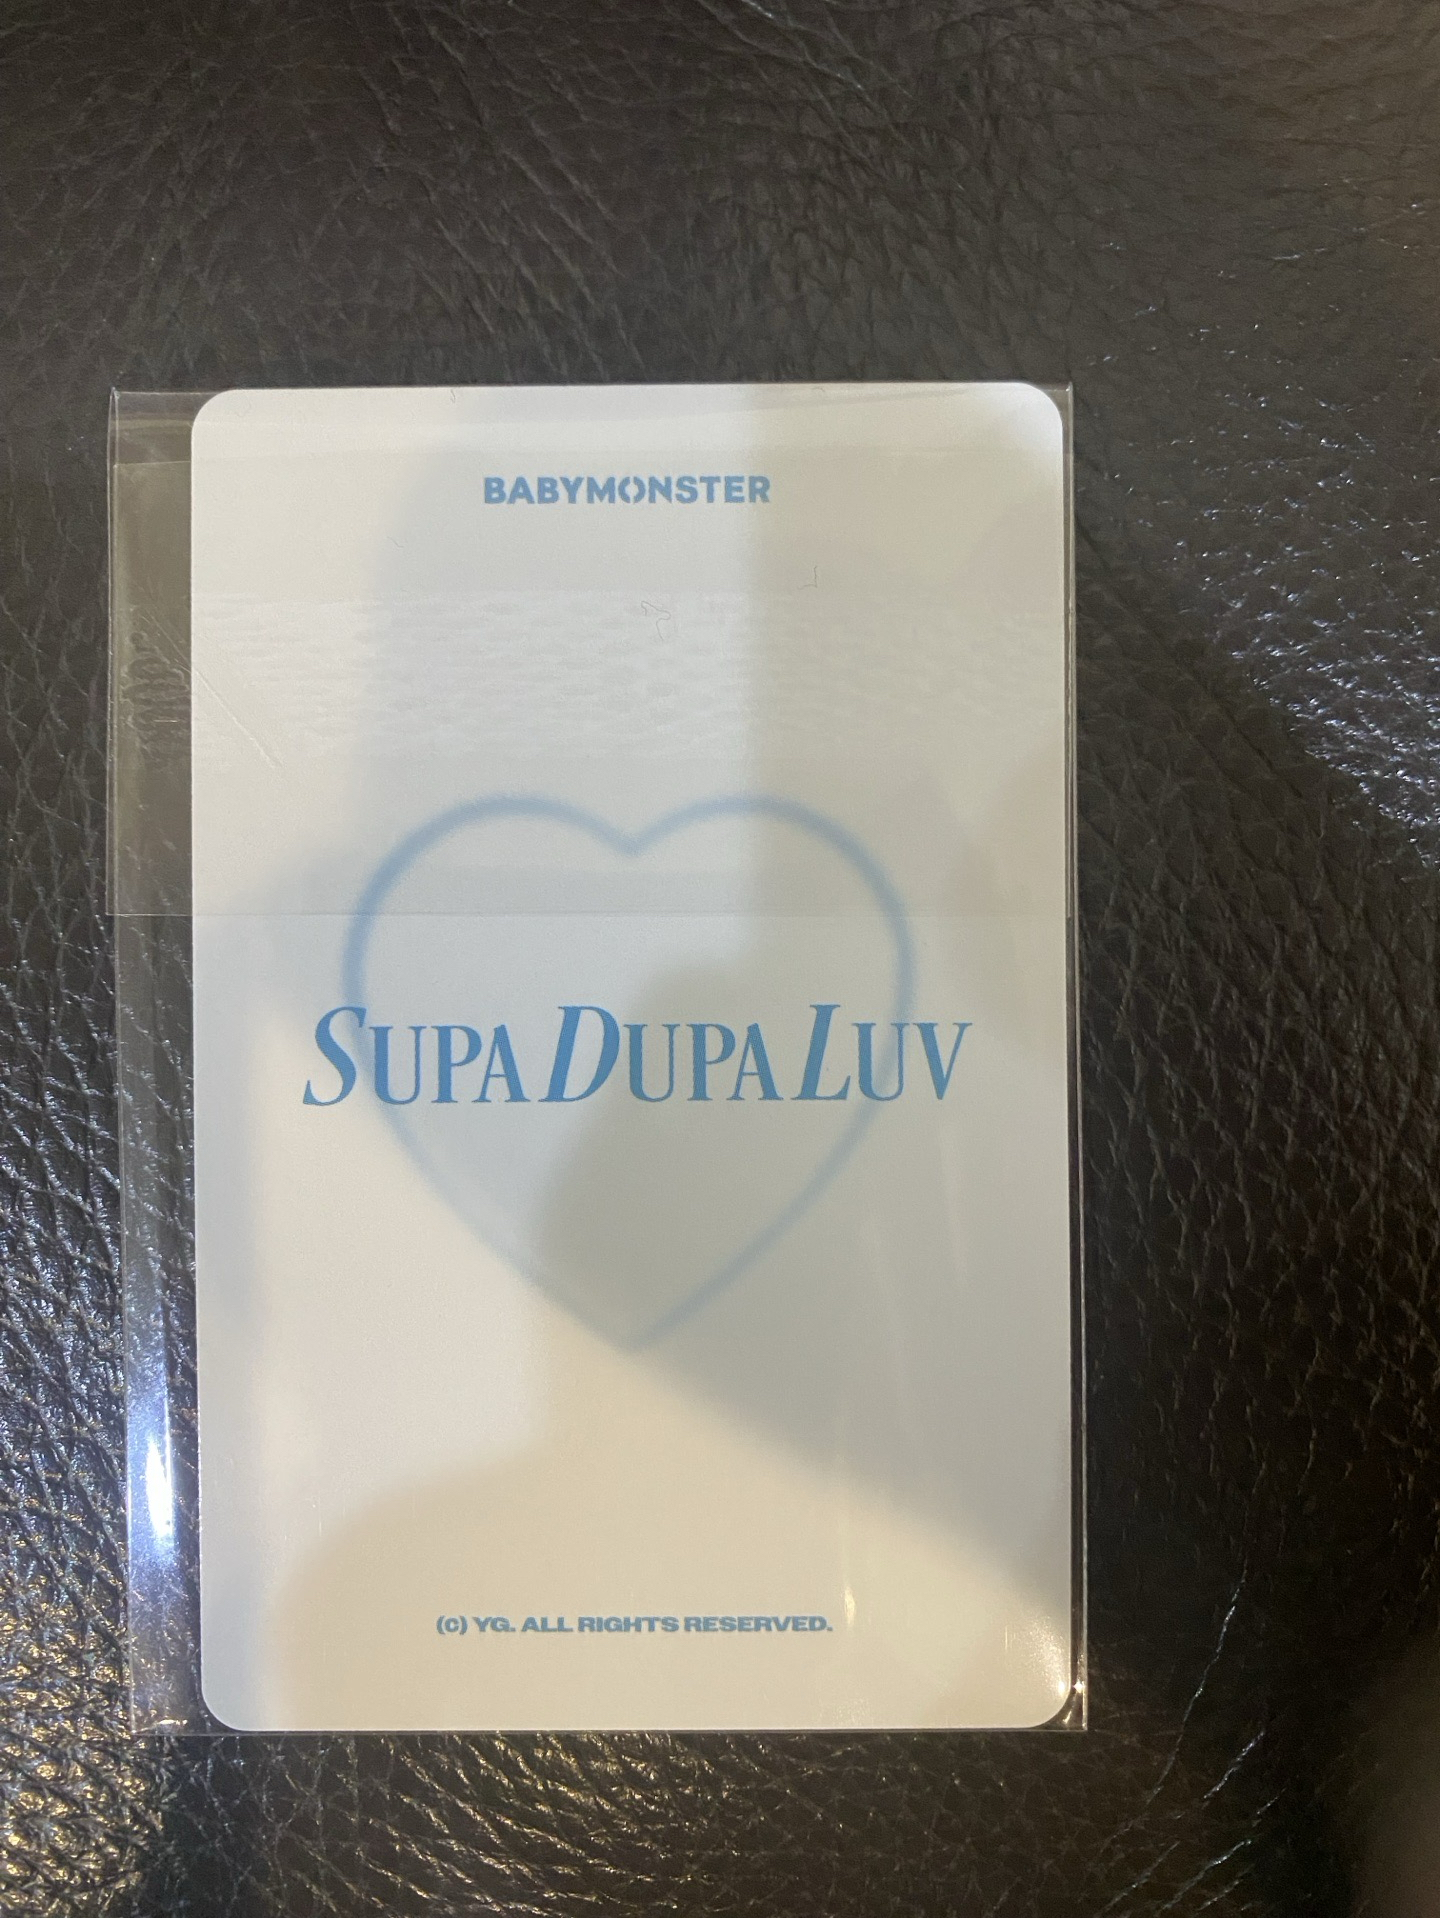 BABYMONSTER
SUPA DUPA LUV
(c) YG. ALL RIGHTS RESERVED.